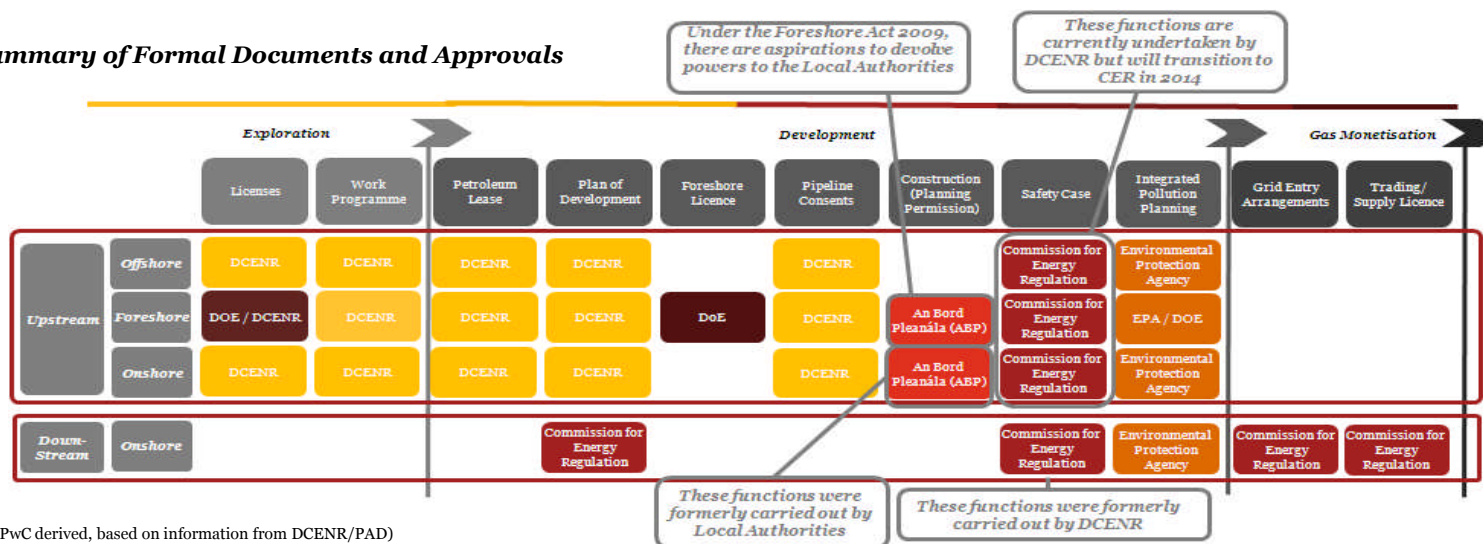 ummary of Formal Documents and Approvals
Under the Foreshore Act 2009,
there are aspirations to devolve
powers to the Local Authorities
These functions are
currently undertaken by
DCENR but will transition to
CER in 2014
Exploration
Development
Gas Monetisation
Licenses
Work
Programme
Petroleum
Lease
Plan of
Development
Foreshore
Licence
Pipeline
Consents
Construction
(Planning
Permission)
Safety Case
Integrated
Pollution
Planning
Grid Entry
Arrangements
Trading/
Supply Licence
Upstream
Offshore
DCENR
DCENR
DCENR
DCENR
DCENR
Commission for
Energy
Regulation
Environmental
Protection
Agency
Foreshore
DOE / DCENR
DCENR
DCENR
DCENR
DoE
DCENR
An Bord
Pleanála (ABP)
Commission for
Energy
Regulation
EPA / DOE
Onshore
DCENR
DCENR
DCENR
DCENR
DCENR
An Bord
Pleanála (ABP)
Commission for
Energy
Regulation
Environmental
Protection
Agency
Down-
Stream
Onshore
Commission for
Energy
Regulation
Commission for
Energy
Regulation
Environmental
Protection
Agency
Commission for
Energy
Regulation
Commission for
Energy
Regulation
These functions were
formerly carried out by
Local Authorities
These functions were formerly
carried out by DCENR
PwC derived, based on information from DCENR/PAD)